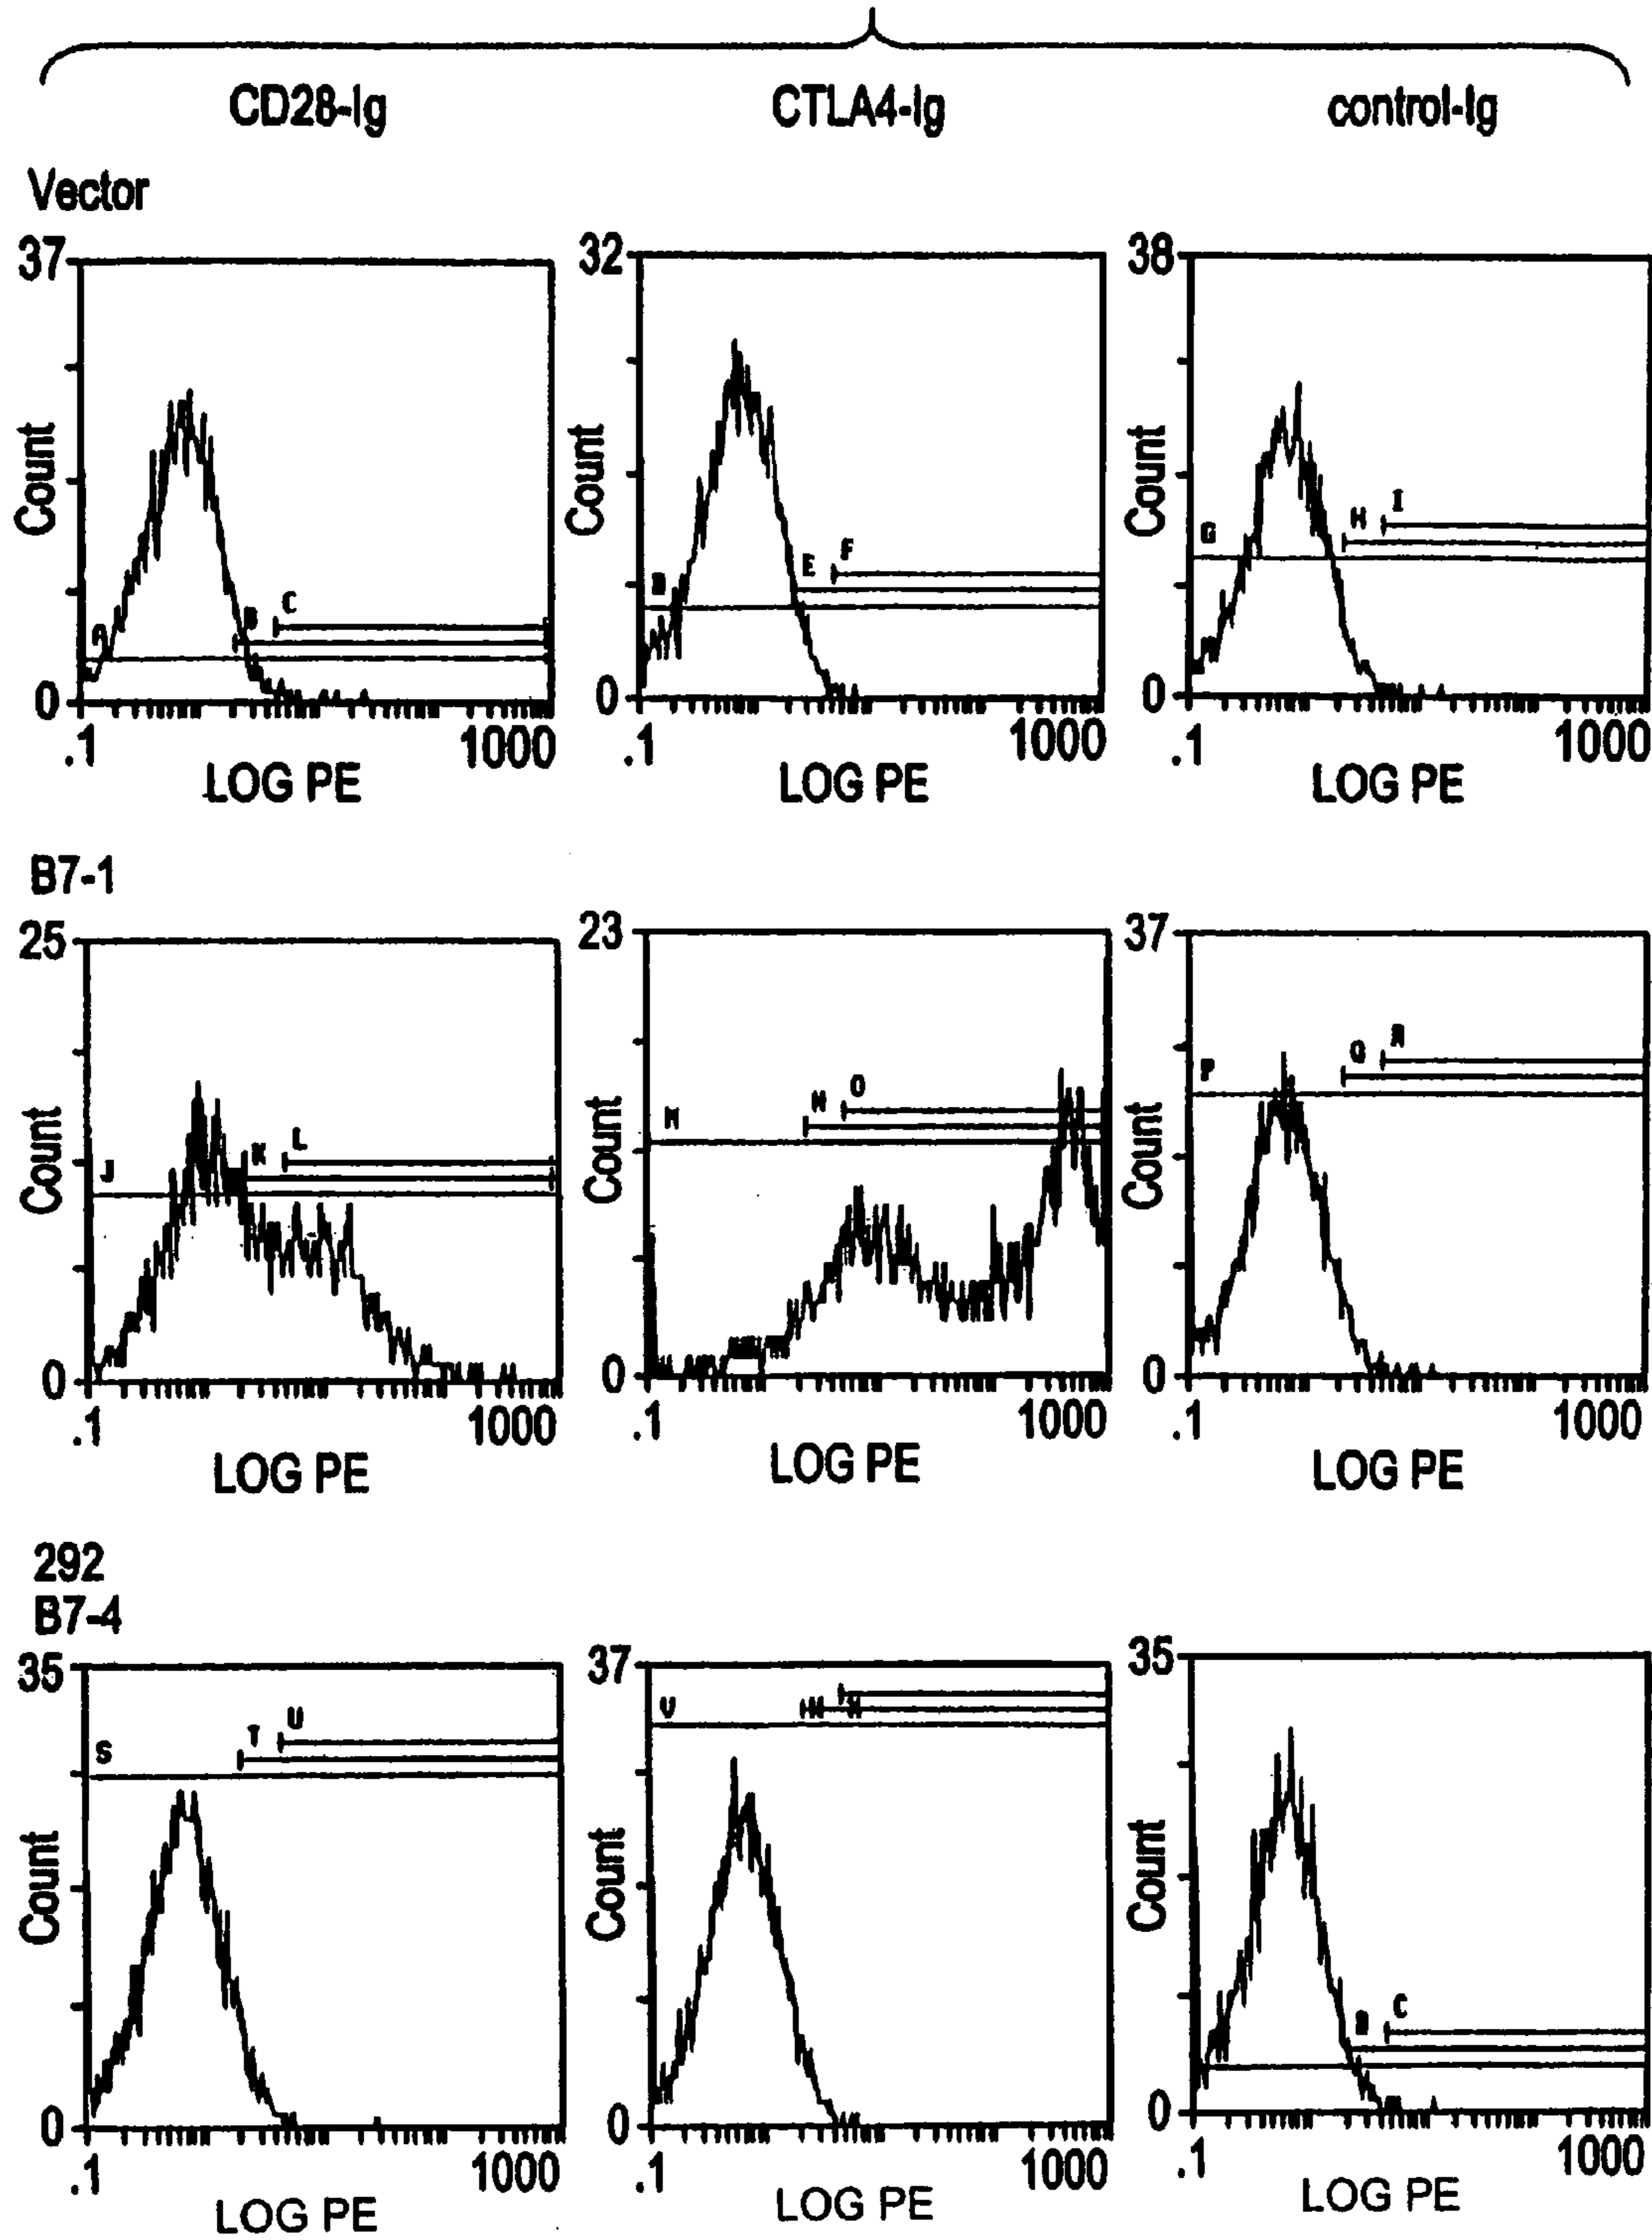 CD28-Ig CTLA4-Ig control-Ig
Vector
37 32 38
Count Count Count
C
B
E F
G H I
0 0 0
.1 1000 .1 1000 .1 1000
LOG PE LOG PE LOG PE
B7-1
25 23 37
Count Count Count
J K L
M N O
P Q R
0 0 0
.1 1000 .1 1000 .1 1000
LOG PE LOG PE LOG PE
292
B7-4
35 37 35
Count Count Count
S T U
V
B C
0 0 0
.1 1000 .1 1000 .1 1000
LOG PE LOG PE LOG PE